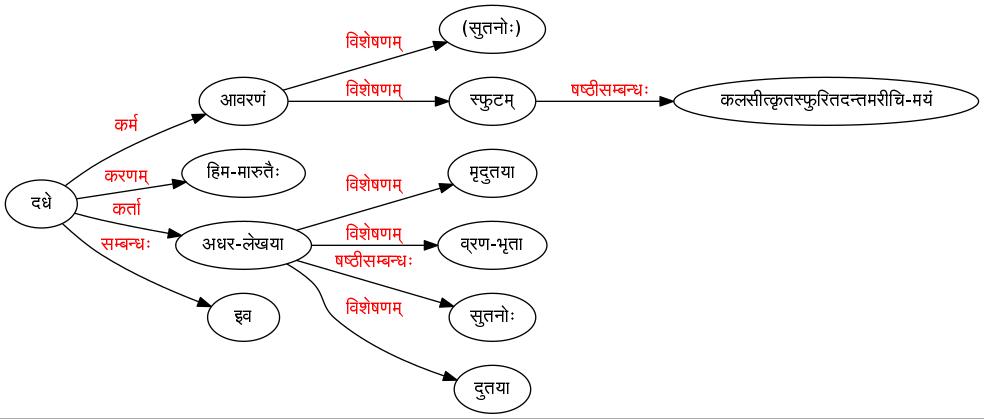 (सुतनोः)
विशेषणम्
आवरणं
विशेषणम्
स्फुटम्
षष्ठीसम्बन्धः
कलसीत्कृतस्फुरितदन्तमरीचि-मयं
कर्म
करणम्
हिम-मारुतैः
विशेषणम्
मृदुतया
दधे
कर्ता
अधर-लेखया
विशेषणम्
व्रण-भृता
सम्बन्धः
षष्ठीसम्बन्धः
इव
विशेषणम्
सुतनोः
दुतया